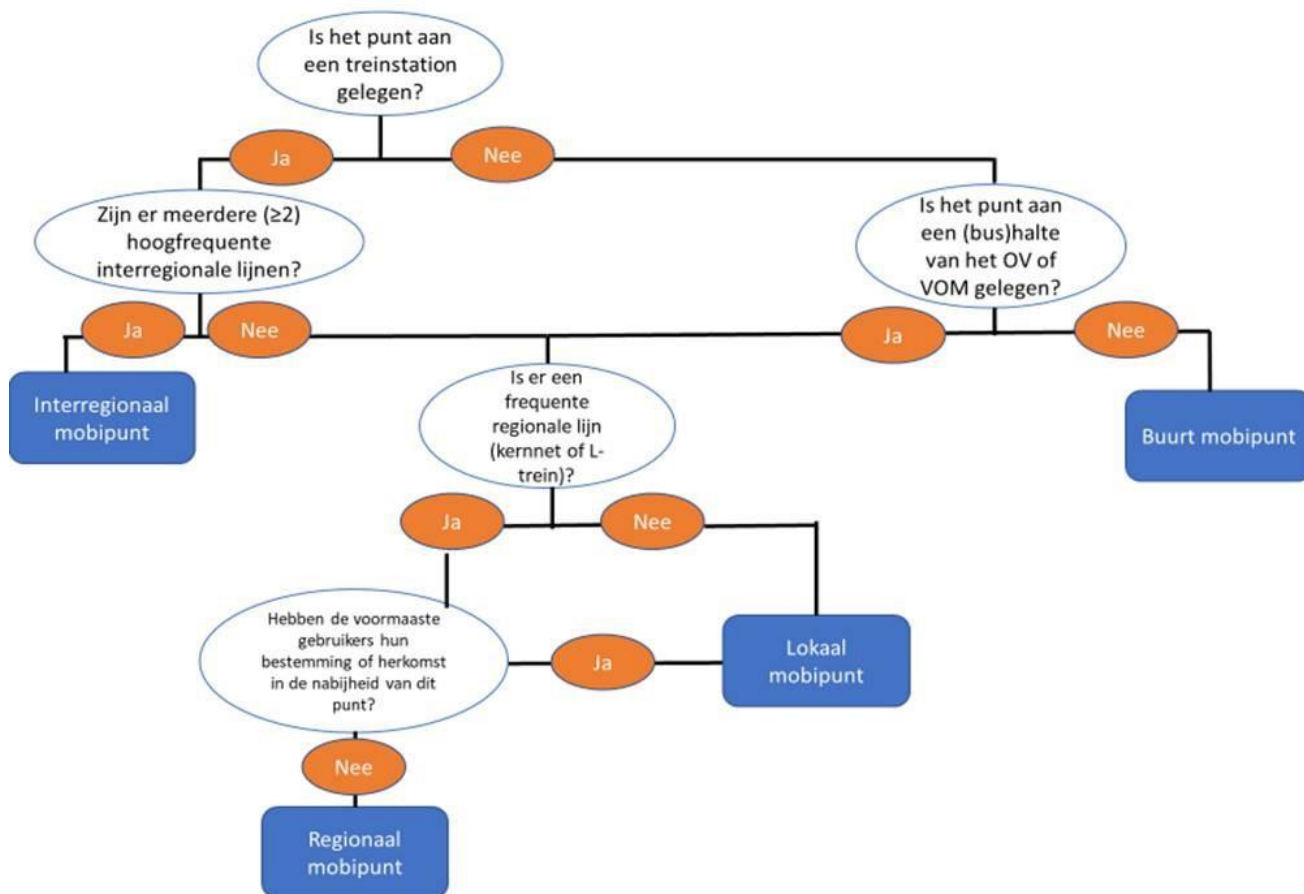 Is het punt aan
een treinstation
gelegen?
Ja
Nee
Zijn er meerdere (≥2)
hoogfrequente
interregionale lijnen?
Is het punt aan
een (bus)halte
van het OV of
VOM gelegen?
Ja
Nee
Ja
Nee
Interregionaal
mobipunt
Is er een
frequente
regionale lijn
(kernnet of L-
trein)?
Buurt mobipunt
Ja
Nee
Hebben de voormaaste
gebruikers hun
bestemming of herkomst
in de nabijheid van dit
punt?
Ja
Lokaal
mobipunt
Nee
Regionaal
mobipunt